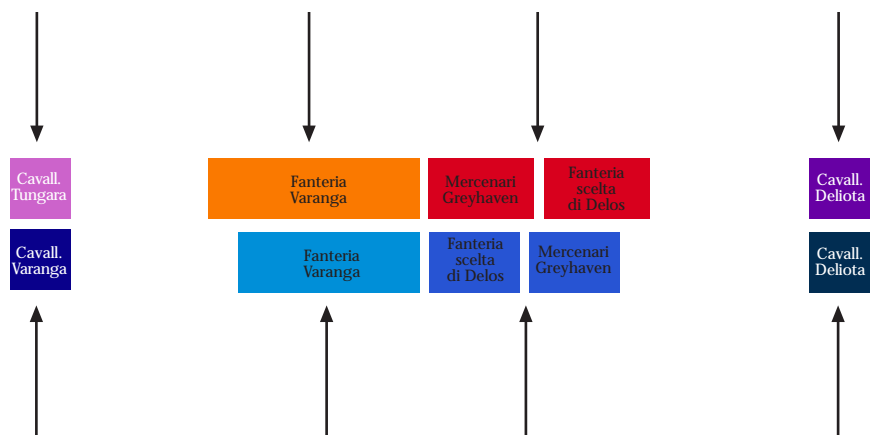 Cavall.
Tungara
Fanteria
Varanga
Mercenari
Greyhaven
Fanteria
scelta
di Delos
Cavall.
Deliota
Cavall.
Varanga
Fanteria
Varanga
Fanteria
scelta
di Delos
Mercenari
Greyhaven
Cavall.
Deliota